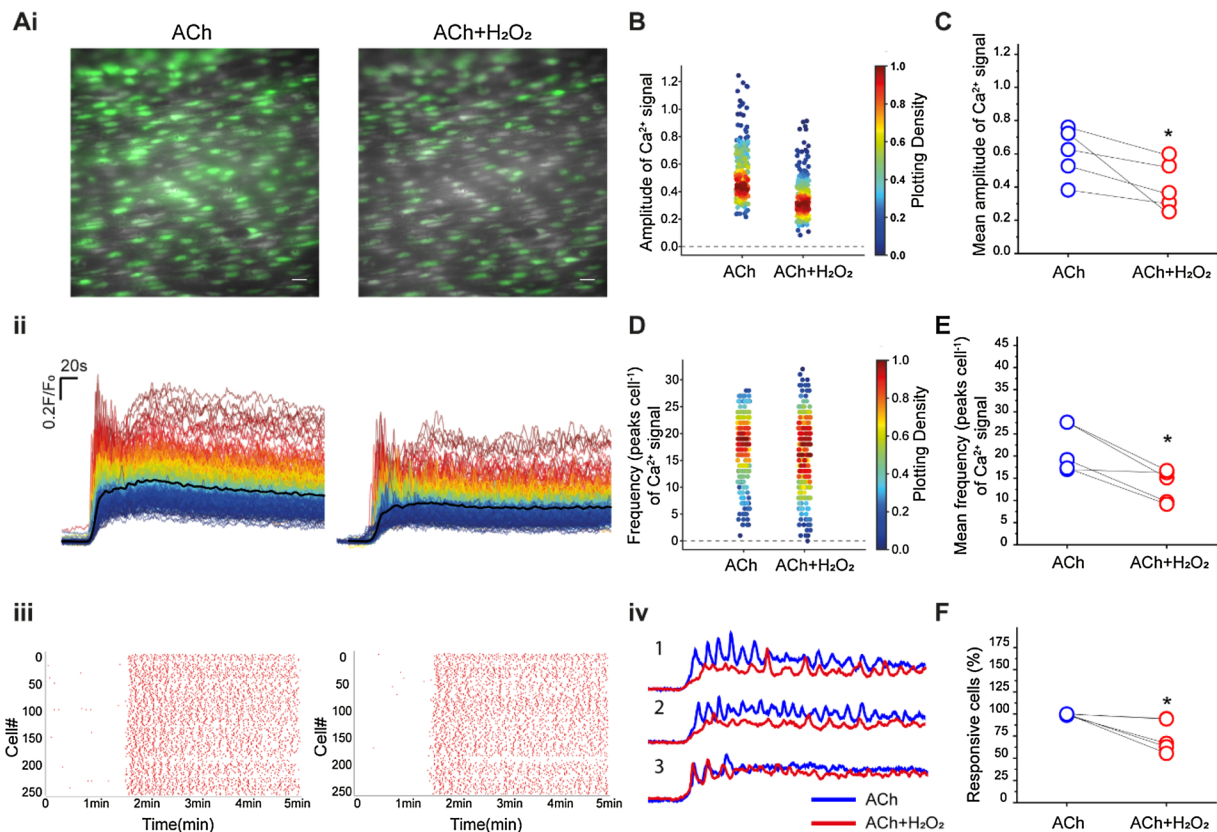 Ai
ACh
ACh+H₂O₂
ii
20s
0.2F/F₀
iii
Cell#
0
50
100
150
200
250
1min
2min
3min
4min
5min
Time(min)
Cell#
0
50
100
150
200
250
1min
2min
3min
4min
5min
Time(min)
B
Amplitude of Ca²⁺ signal
1.2
1.0
0.8
0.6
0.4
0.2
0.0
ACh
ACh+H₂O₂
1.0
0.8
0.6
0.4
0.2
0.0
Plotting Density
C
Mean amplitude of Ca²⁺ signal
1.2
1.0
0.8
0.6
0.4
0.2
0.0
*
ACh
ACh+H₂O₂
D
Frequency (peaks cell⁻¹)
of Ca²⁺ signal)
30
25
20
15
10
5
0
ACh
ACh+H₂O₂
1.0
0.8
0.6
0.4
0.2
0.0
Plotting Density
E
Mean frequency (peaks cell⁻¹)
of Ca²⁺ signal)
45
40
35
30
25
20
15
10
5
0
*
ACh
ACh+H₂O₂
iv
1
2
3
ACh
ACh+H₂O₂
F
Responsive cells (%)
175
150
125
100
75
50
25
0
*
ACh
ACh+H₂O₂